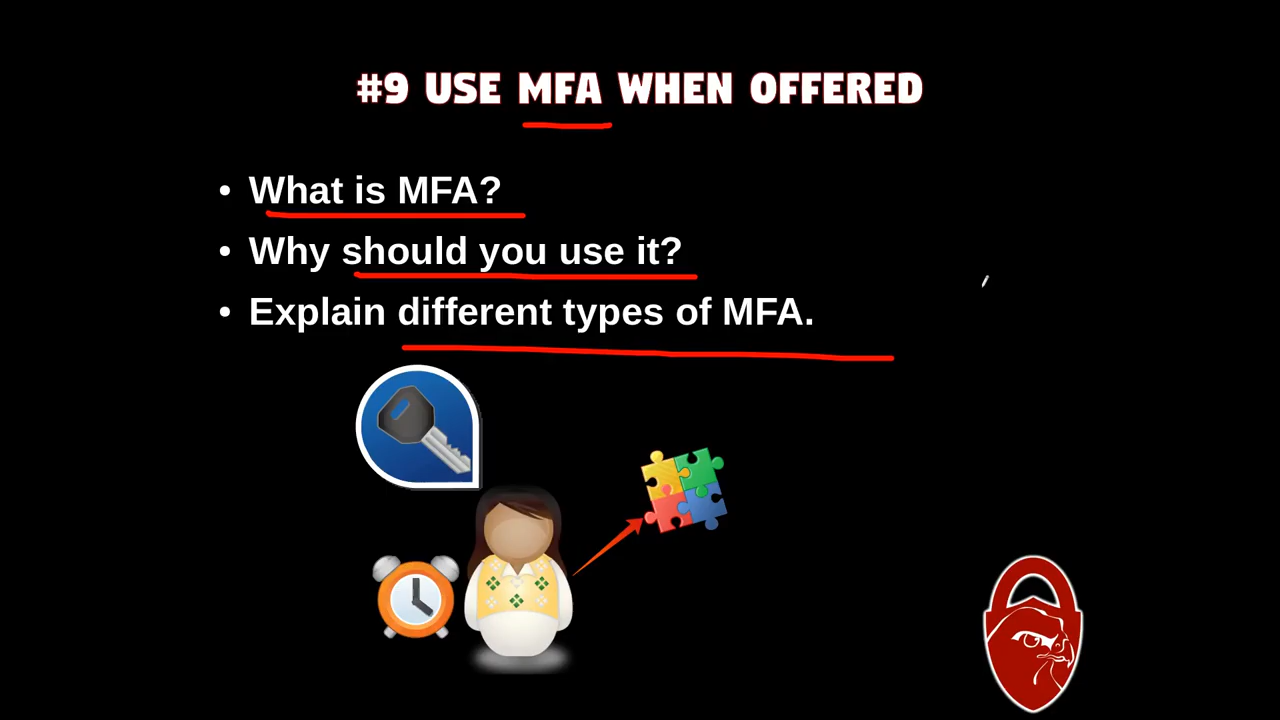 #9 USE MFA WHEN OFFERED
• What is MFA?
• Why should you use it?
• Explain different types of MFA.